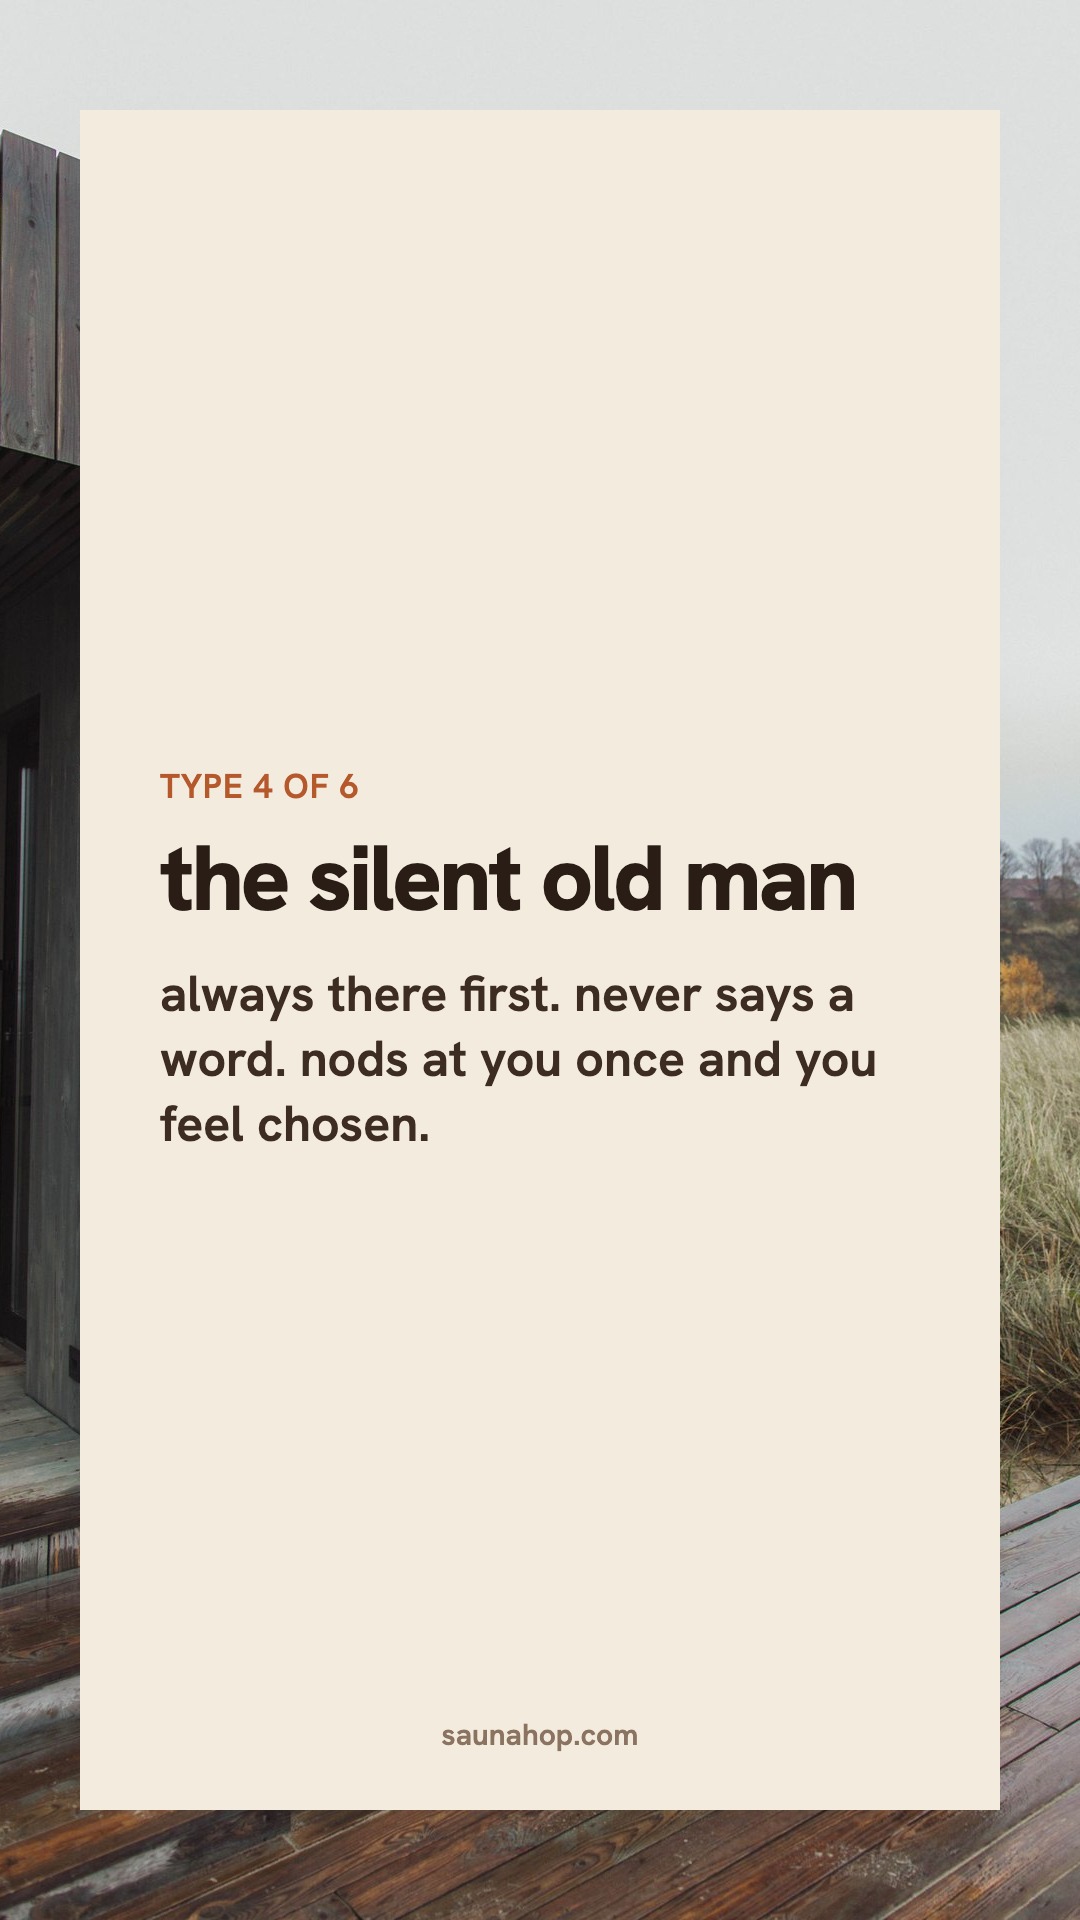 TYPE 4 OF 6
the silent old man
always there first. never says a
word. nods at you once and you
feel chosen.
saunahop.com